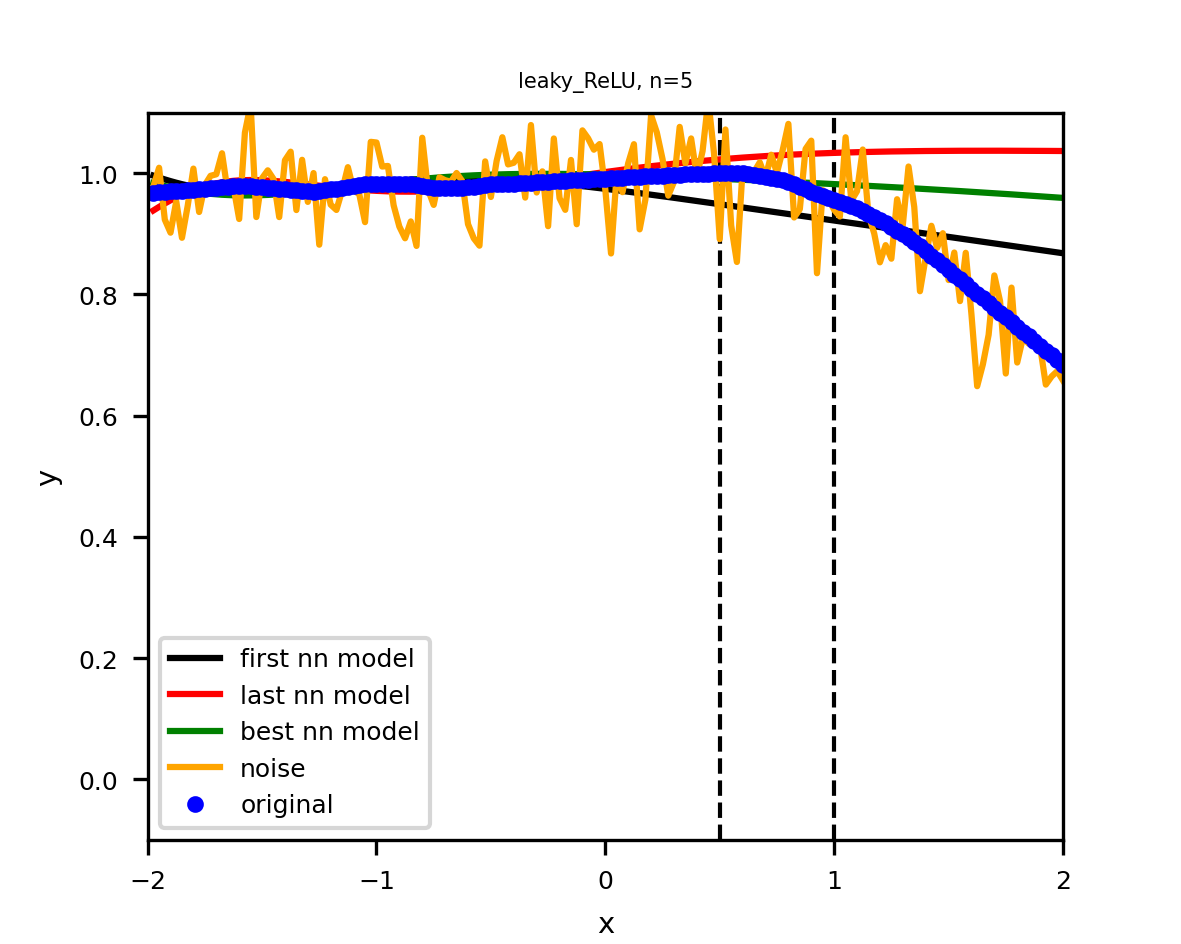 leaky_ReLU, n=5
1.0
0.8
0.6
0.4
0.2
0.0
y
first nn model
last nn model
best nn model
noise
original
−2
−1
0
1
2
x